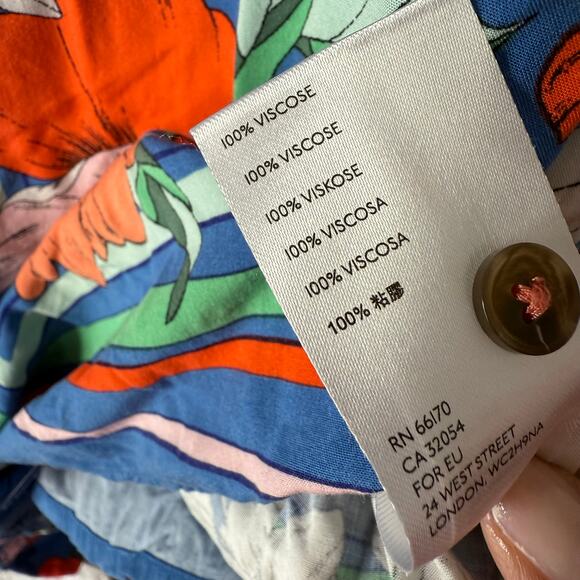 100% VISCOSE
100% VISCOSE
100% VISKOSE
100% VISCOSA
100% VISCOSA
100% 粘膠
RN 66170
CA 32054
FOR EU
24 WEST STREET
LONDON, WC2H9NA